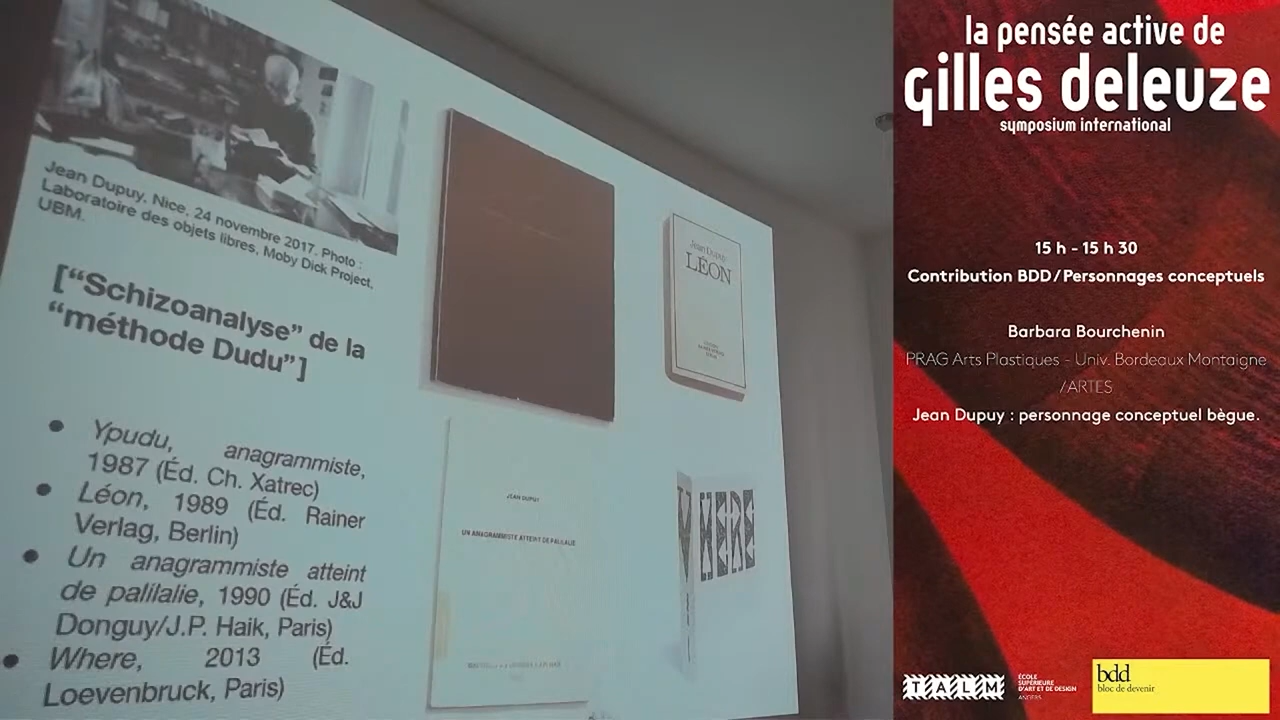 Jean Dupuy, Nice, 24 novembre 2017. Photo :
Laboratoire des objets libres, Moby Dick Project,
UBM.
["Schizoanalyse" de la
"méthode Dudu"]
• Ypudu, anagrammiste,
1987 (Éd. Ch. Xatrec)
• Léon, 1989 (Éd. Rainer
Verlag, Berlin)
• Un anagrammiste atteint
de palilalie, 1990 (Éd. J&J
Donguy/J.P. Haik, Paris)
• Where, 2013 (Éd.
Loevenbruck, Paris)
Jean Dupuy
LÉON
JEAN DUPUY
UN ANAGRAMMISTE ATTEINT DE PALILALIE
WHERE
la pensée active de
gilles deleuze
symposium international
15 h - 15 h 30
Contribution BDD / Personnages conceptuels
Barbara Bourchenin
PRAG Arts Plastiques - Univ. Bordeaux Montaigne
/ARTES
Jean Dupuy : personnage conceptuel bègue.
TALM
ÉCOLE
SUPÉRIEURE
D'ART ET DE DESIGN
ANGERS
bdd
bloc de devenir